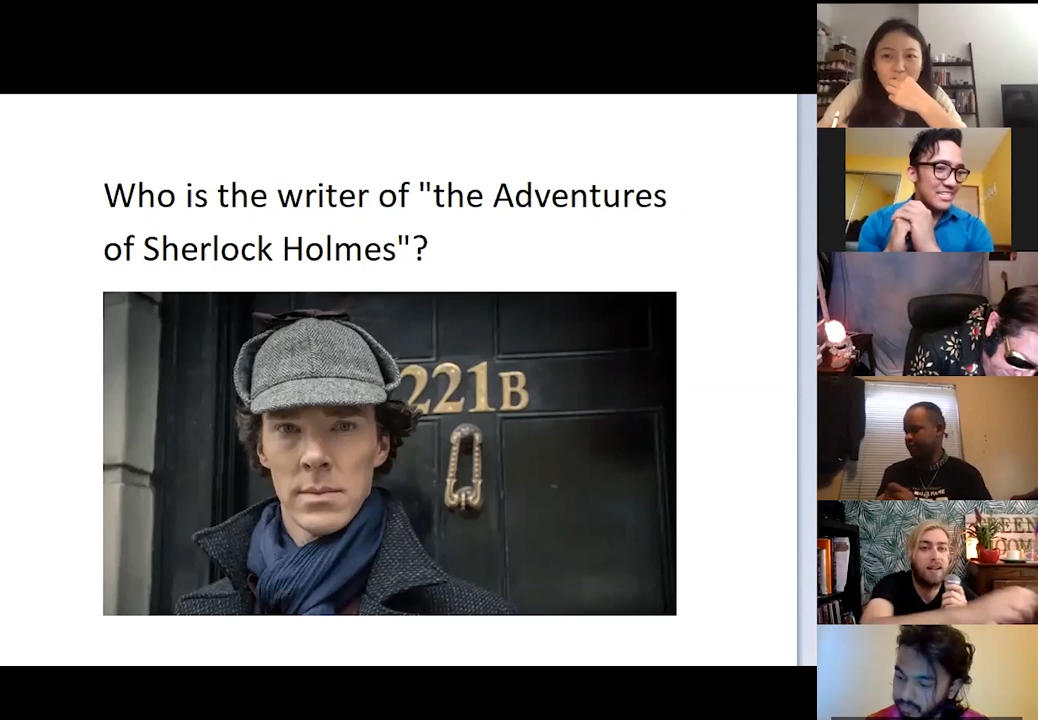 Who is the writer of "the Adventures
of Sherlock Holmes"?
221B